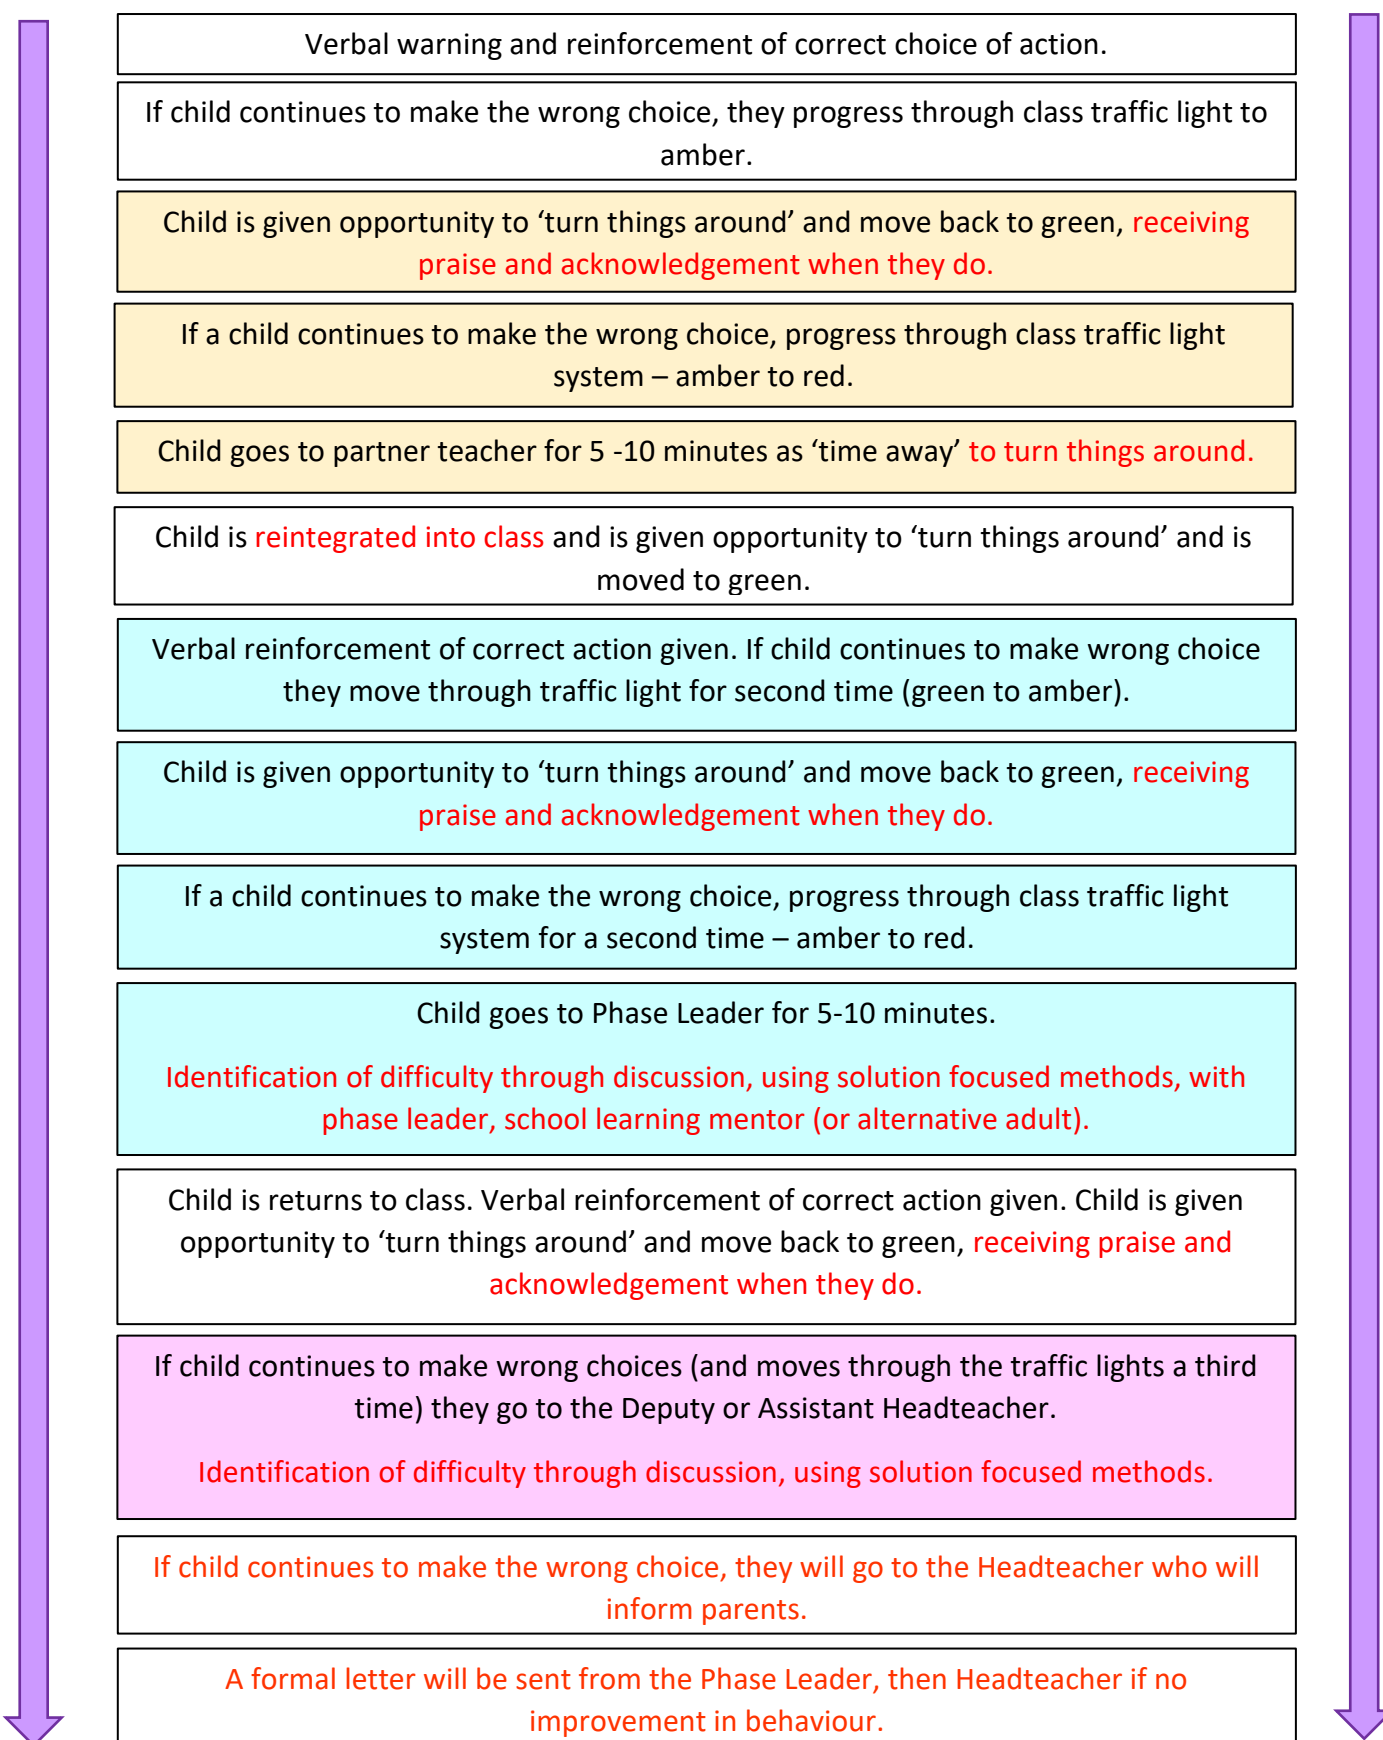 Verbal warning and reinforcement of correct choice of action.
If child continues to make the wrong choice, they progress through class traffic light to
amber.
Child is given opportunity to ‘turn things around’ and move back to green, receiving
praise and acknowledgement when they do.
If a child continues to make the wrong choice, progress through class traffic light
system – amber to red.
Child goes to partner teacher for 5 -10 minutes as ‘time away’ to turn things around.
Child is reintegrated into class and is given opportunity to ‘turn things around’ and is
moved to green.
Verbal reinforcement of correct action given. If child continues to make wrong choice
they move through traffic light for second time (green to amber).
Child is given opportunity to ‘turn things around’ and move back to green, receiving
praise and acknowledgement when they do.
If a child continues to make the wrong choice, progress through class traffic light
system for a second time – amber to red.
Child goes to Phase Leader for 5-10 minutes.
Identification of difficulty through discussion, using solution focused methods, with
phase leader, school learning mentor (or alternative adult).
Child is returns to class. Verbal reinforcement of correct action given. Child is given
opportunity to ‘turn things around’ and move back to green, receiving praise and
acknowledgement when they do.
If child continues to make wrong choices (and moves through the traffic lights a third
time) they go to the Deputy or Assistant Headteacher.
Identification of difficulty through discussion, using solution focused methods.
If child continues to make the wrong choice, they will go to the Headteacher who will
inform parents.
A formal letter will be sent from the Phase Leader, then Headteacher if no
improvement in behaviour.